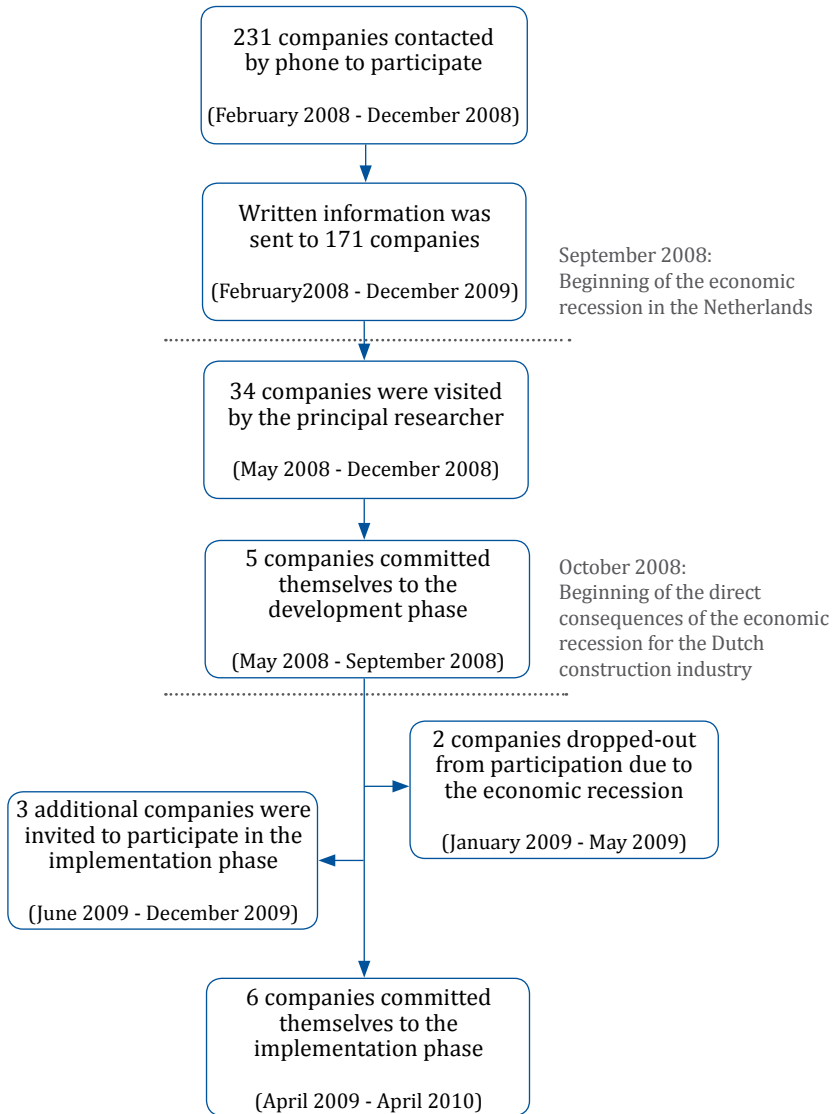 231 companies contacted
by phone to participate
(February 2008 - December 2008)
Written information was
sent to 171 companies
(February2008 - December 2009)
September 2008:
Beginning of the economic
recession in the Netherlands
34 companies were visited
by the principal researcher
(May 2008 - December 2008)
5 companies committed
themselves to the
development phase
(May 2008 - September 2008)
October 2008:
Beginning of the direct
consequences of the economic
recession for the Dutch
construction industry
2 companies dropped-out
from participation due to
the economic recession
(January 2009 - May 2009)
3 additional companies were
invited to participate in the
implementation phase
(June 2009 - December 2009)
6 companies committed
themselves to the
implementation phase
(April 2009 - April 2010)